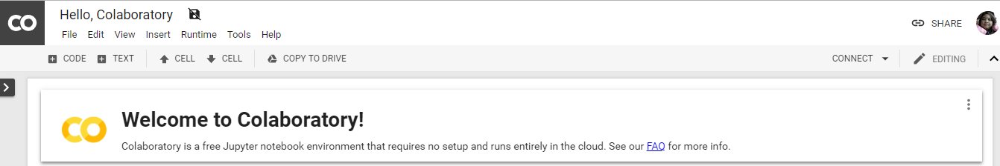 CO Hello, Colaboratory
File Edit View Insert Runtime Tools Help
SHARE
CODE TEXT CELL CELL COPY TO DRIVE CONNECT EDITING
CO Welcome to Colaboratory!
Colaboratory is a free Jupyter notebook environment that requires no setup and runs entirely in the cloud. See our FAQ for more info.